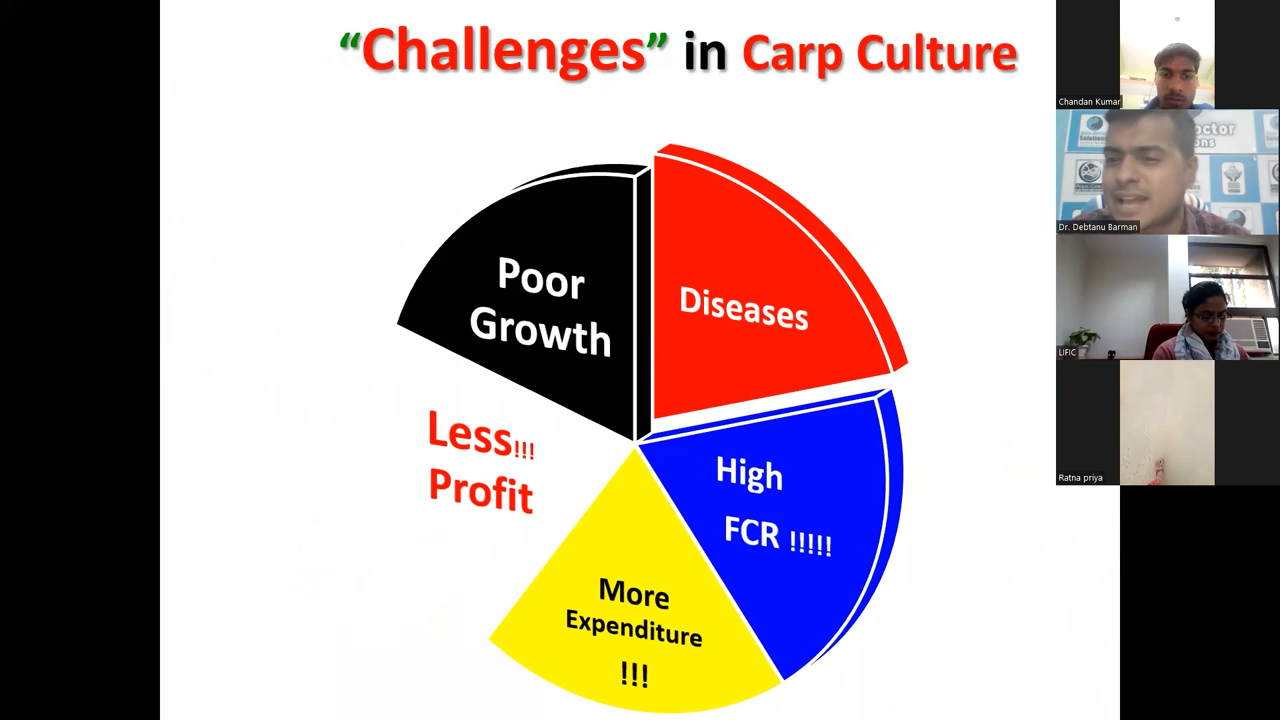 “Challenges” in Carp Culture
Poor
Growth
Diseases
Less!!!
Profit
High
FCR !!!!!
More
Expenditure
!!!
Chandan Kumar
Dr. Debtanu Barman
LIFIC
Ratna priya